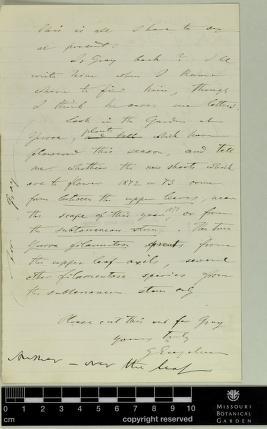 This is all I have to say
at present.
Is Gray back? I'll
write him when I know
where to find him, though
I think he owes me letters.
Look in the Garden at
Yucca plants which have
flowered this season, and tell
me, whether the new shoots which
are to flower 1872 or 73 come
from between the upper leaves, near
the scape of this year, or from
the subterranean stem. The true
Yucca filamentosa sprouts from
the upper leaf axils, several
other filamentose species from
the subterranean stem only
Please cut this out for Gray
Yours truly
G. Engelmann
Answer — over the leaf
for Gray
0 1 2 3 4 5 6 7 8 9 10
cm
copyright reserved
MISSOURI
BOTANICAL
GARDEN